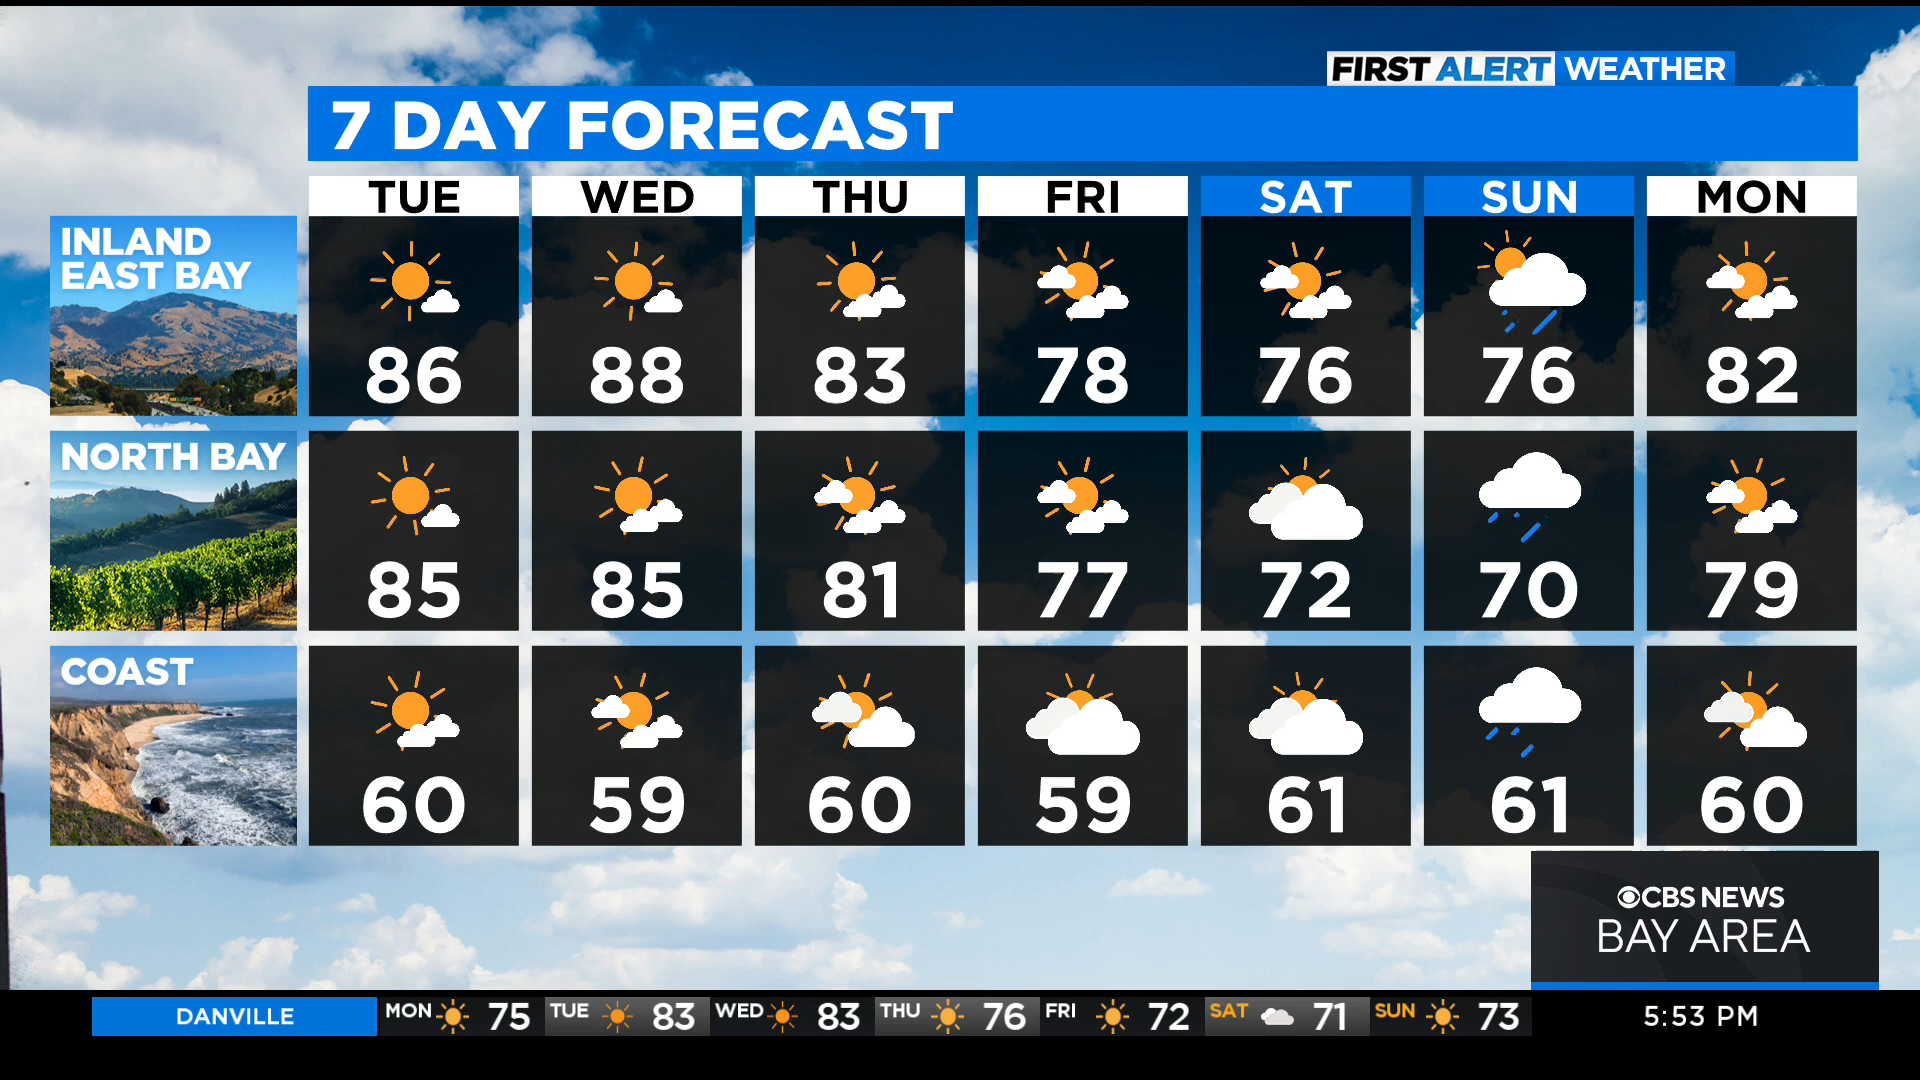 FIRST ALERT WEATHER
7 DAY FORECAST
TUE WED THU FRI SAT SUN MON
INLAND
EAST BAY
86 88 83 78 76 76 82
NORTH BAY
85 85 81 77 72 70 79
COAST
60 59 60 59 61 61 60
CBS NEWS
BAY AREA
DANVILLE MON 75 TUE 83 WED 83 THU 76 FRI 72 SAT 71 SUN 73 5:53 PM